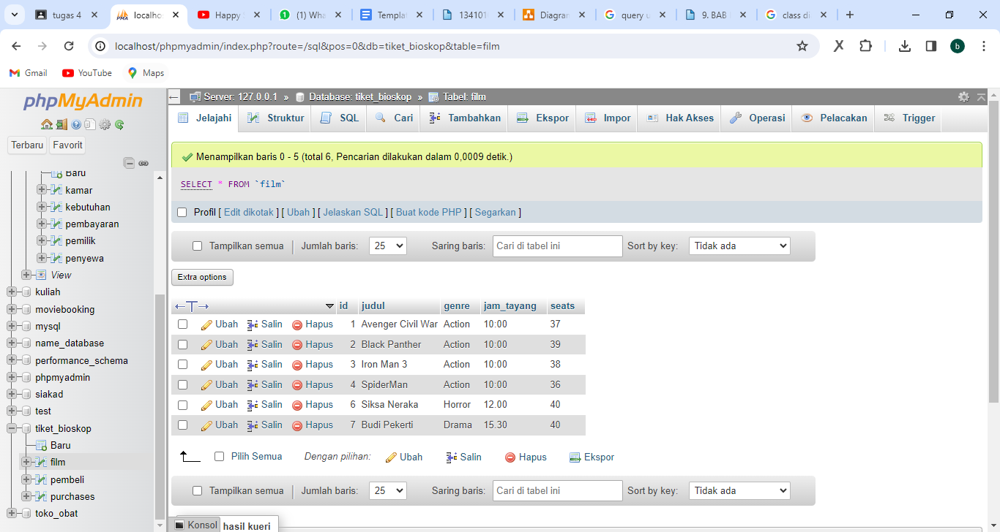 tugas 4
localho
Happy
(1) Wha
Templat
134101
Diagran
query u
9. BAB
class di
localhost/phpmyadmin/index.php?route=/sql&pos=0&db=tiket_bioskop&table=film
Gmail YouTube Maps
phpMyAdmin
Terbaru Favorit
Baru
kamar
kebutuhan
pembayaran
pemilik
penyewa
View
kuliah
moviebooking
mysql
name_database
performance_schema
phpmyadmin
siakad
test
tiket_bioskop
Baru
film
pembeli
purchases
toko_obat
Server: 127.0.0.1 » Database: tiket_bioskop » Tabel: film
Jelajahi Struktur SQL Cari Tambahkan Ekspor Impor Hak Akses Operasi Pelacakan Trigger
Menampilkan baris 0 - 5 (total 6, Pencarian dilakukan dalam 0,0009 detik.)
SELECT * FROM `film`
Profil [ Edit dikotak ] [ Ubah ] [ Jelaskan SQL ] [ Buat kode PHP ] [ Segarkan ]
Tampilkan semua Jumlah baris: 25 Saring baris: Cari di tabel ini Sort by key: Tidak ada
Extra options
id judul genre jam_tayang seats
Ubah Salin Hapus 1 Avenger Civil War Action 10:00 37
Ubah Salin Hapus 2 Black Panther Action 10:00 39
Ubah Salin Hapus 3 Iron Man 3 Action 10:00 38
Ubah Salin Hapus 4 SpiderMan Action 10:00 36
Ubah Salin Hapus 6 Siksa Neraka Horror 12.00 40
Ubah Salin Hapus 7 Budi Pekerti Drama 15.30 40
Pilih Semua Dengan pilihan: Ubah Salin Hapus Ekspor
Tampilkan semua Jumlah baris: 25 Saring baris: Cari di tabel ini Sort by key: Tidak ada
Konsol hasil kueri